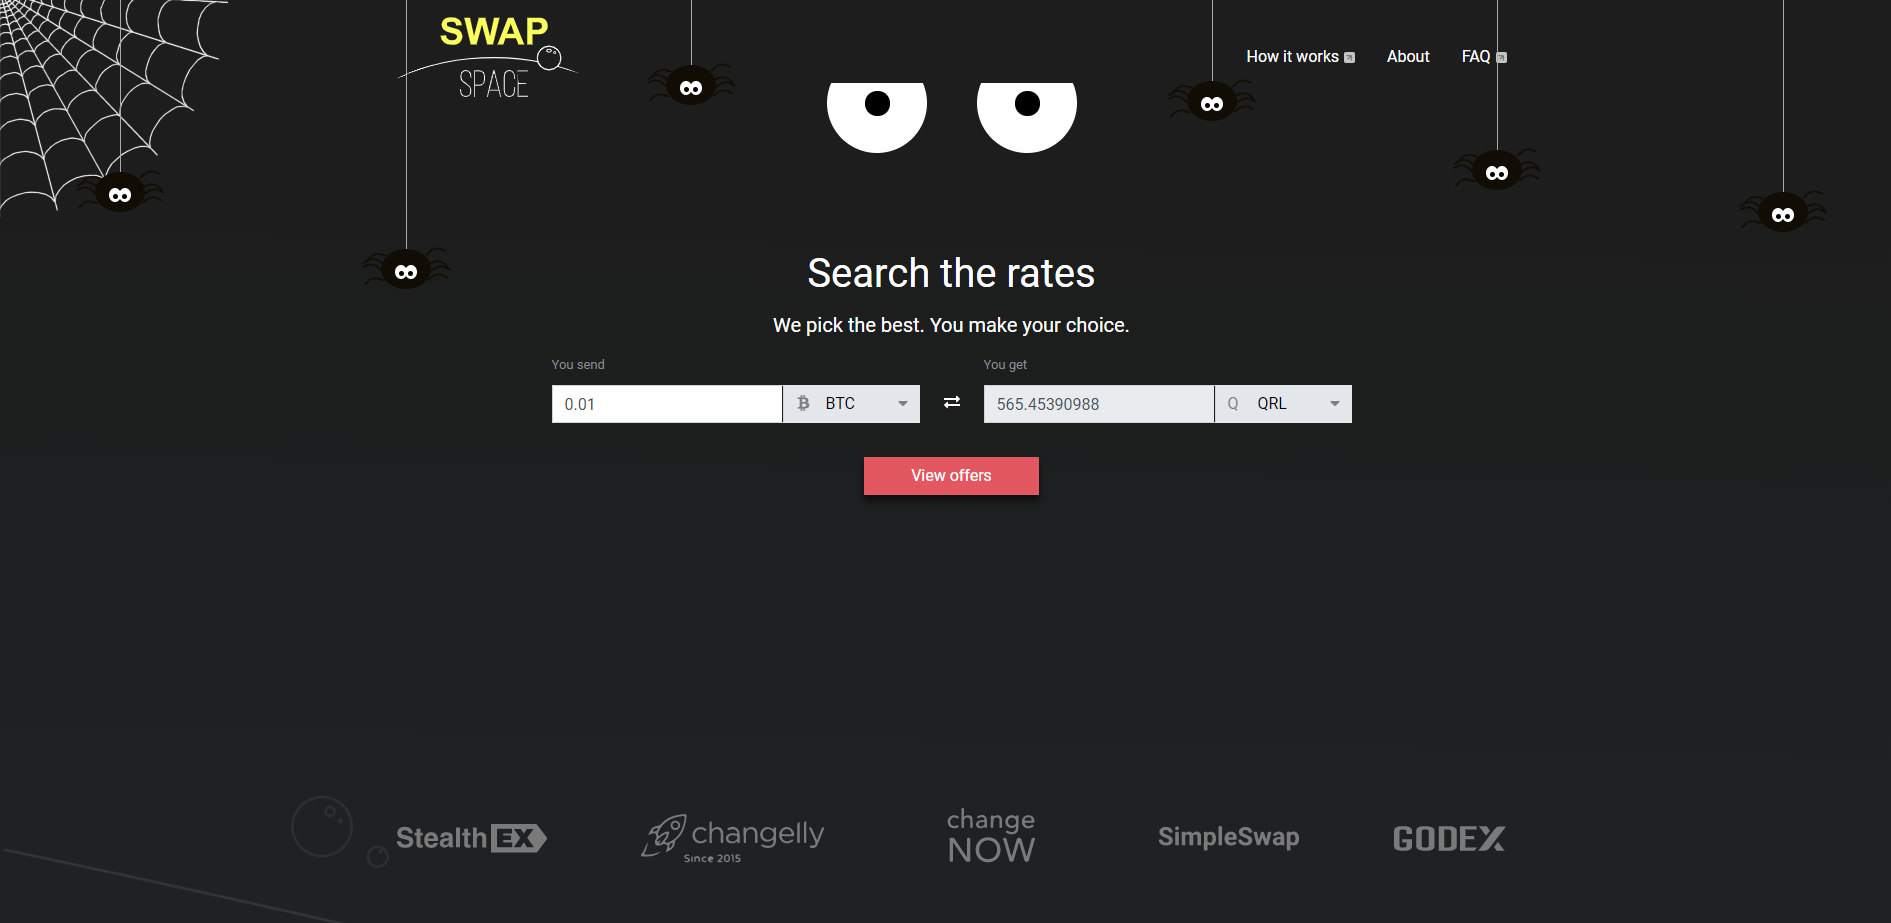 SWAP
SPACE
How it works
About
FAQ
Search the rates
We pick the best. You make your choice.
You send
You get
0.01
BTC
565.45390988
Q
QRL
View offers
StealthEX
changelly
Since 2015
change
NOW
SimpleSwap
GODEX